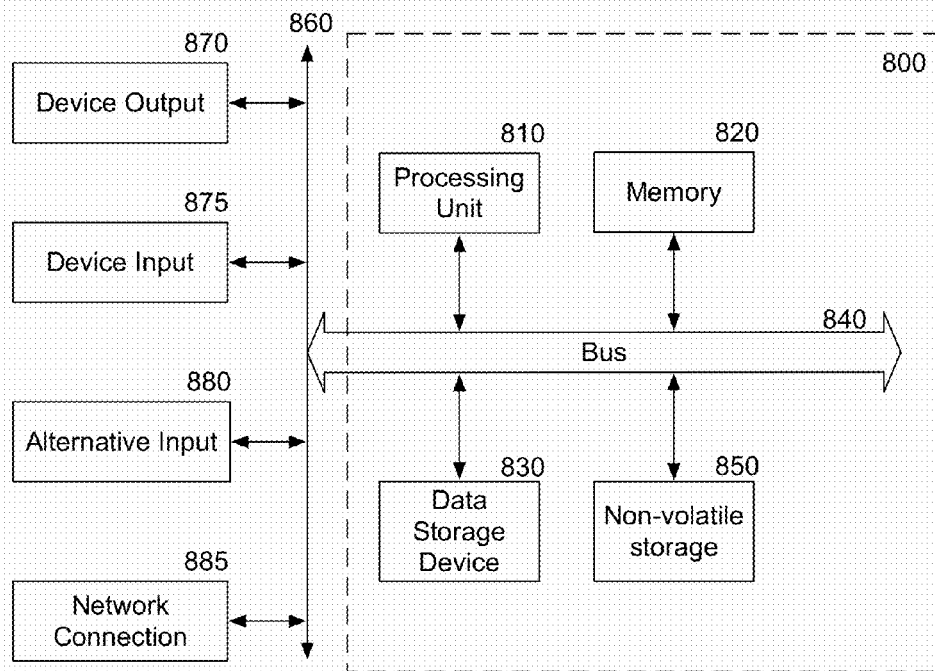 860
870
Device Output
800
810
Processing
Unit
820
Memory
875
Device Input
840
Bus
880
Alternative Input
830
Data
Storage
Device
850
Non-volatile
storage
885
Network
Connection